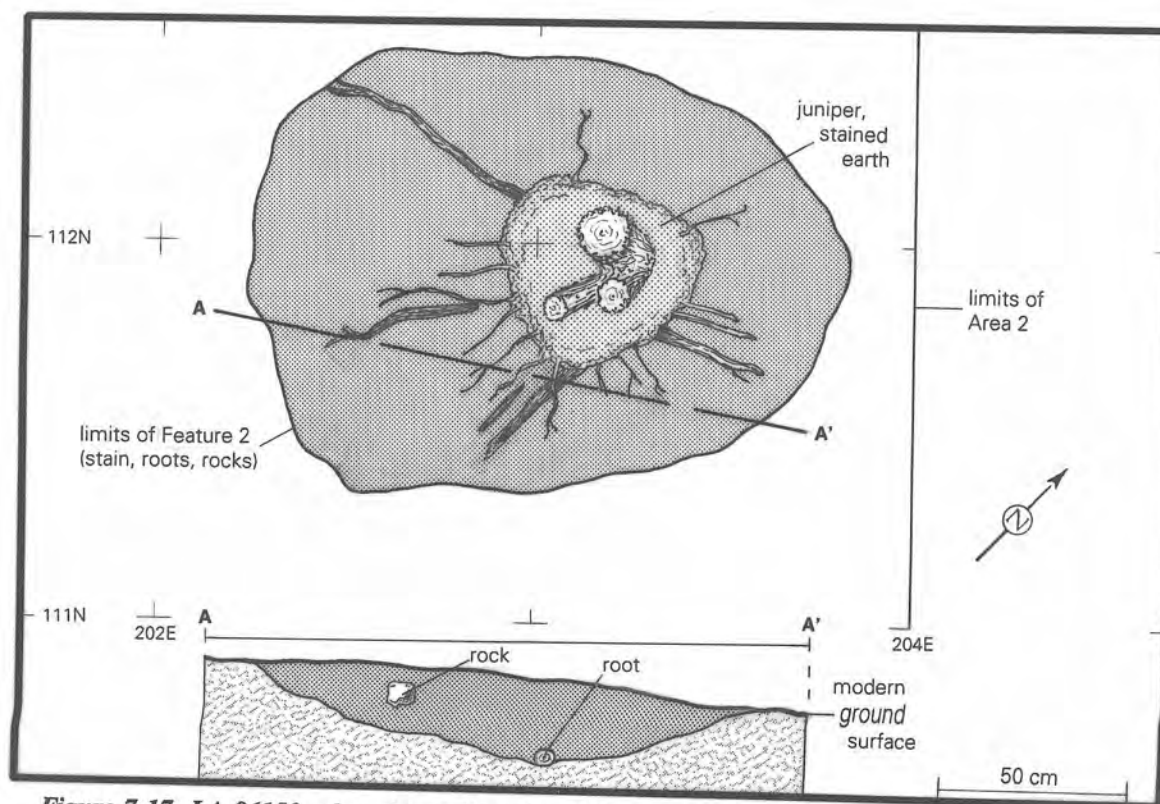 juniper,
stained
earth
112N
A
limits of
Area 2
limits of Feature 2
(stain, roots, rocks)
A'
N
111N
202E
A
A'
204E
rock
root
modern
ground
surface
50 cm